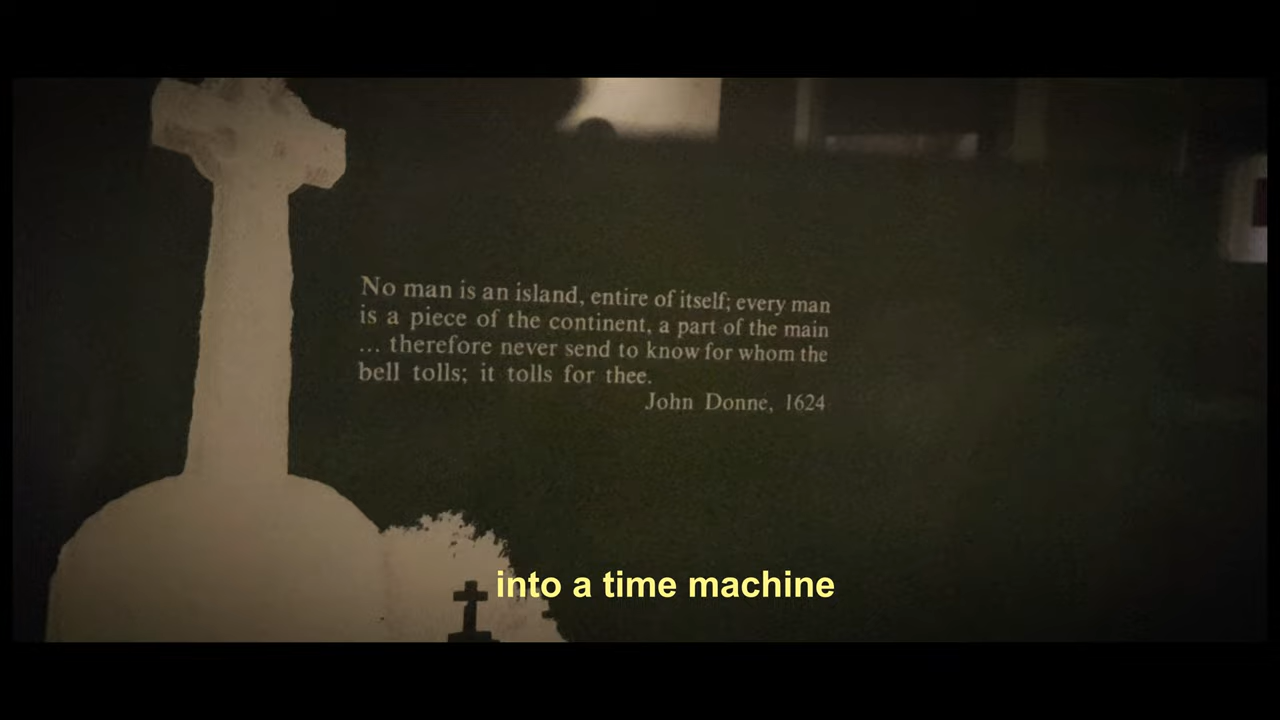 No man is an island, entire of itself; every man
is a piece of the continent, a part of the main
... therefore never send to know for whom the
bell tolls; it tolls for thee.
John Donne, 1624
into a time machine